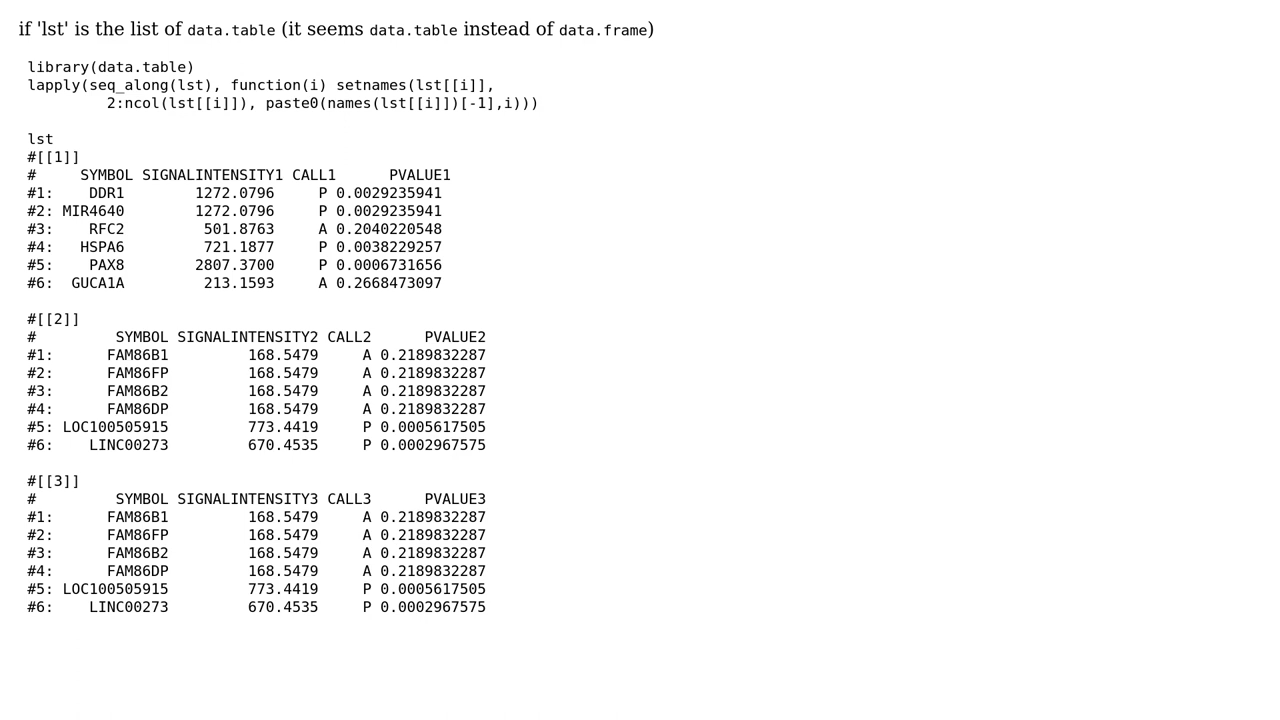 if 'lst' is the list of data.table (it seems data.table instead of data.frame)
library(data.table)
lapply(seq_along(lst), function(i) setnames(lst[[i]],
         2:ncol(lst[[i]]), paste0(names(lst[[i]])[-1],i)))
lst
#[[1]]
#     SYMBOL SIGNALINTENSITY1 CALL1      PVALUE1
#1:    DDR1        1272.0796     P 0.0029235941
#2: MIR4640        1272.0796     P 0.0029235941
#3:    RFC2         501.8763     A 0.2040220548
#4:   HSPA6         721.1877     P 0.0038229257
#5:    PAX8        2807.3700     P 0.0006731656
#6:  GUCA1A         213.1593     A 0.2668473097
#[[2]]
#         SYMBOL SIGNALINTENSITY2 CALL2      PVALUE2
#1:      FAM86B1         168.5479     A 0.2189832287
#2:      FAM86FP         168.5479     A 0.2189832287
#3:      FAM86B2         168.5479     A 0.2189832287
#4:      FAM86DP         168.5479     A 0.2189832287
#5: LOC100505915         773.4419     P 0.0005617505
#6:    LINC00273         670.4535     P 0.0002967575
#[[3]]
#         SYMBOL SIGNALINTENSITY3 CALL3      PVALUE3
#1:      FAM86B1         168.5479     A 0.2189832287
#2:      FAM86FP         168.5479     A 0.2189832287
#3:      FAM86B2         168.5479     A 0.2189832287
#4:      FAM86DP         168.5479     A 0.2189832287
#5: LOC100505915         773.4419     P 0.0005617505
#6:    LINC00273         670.4535     P 0.0002967575